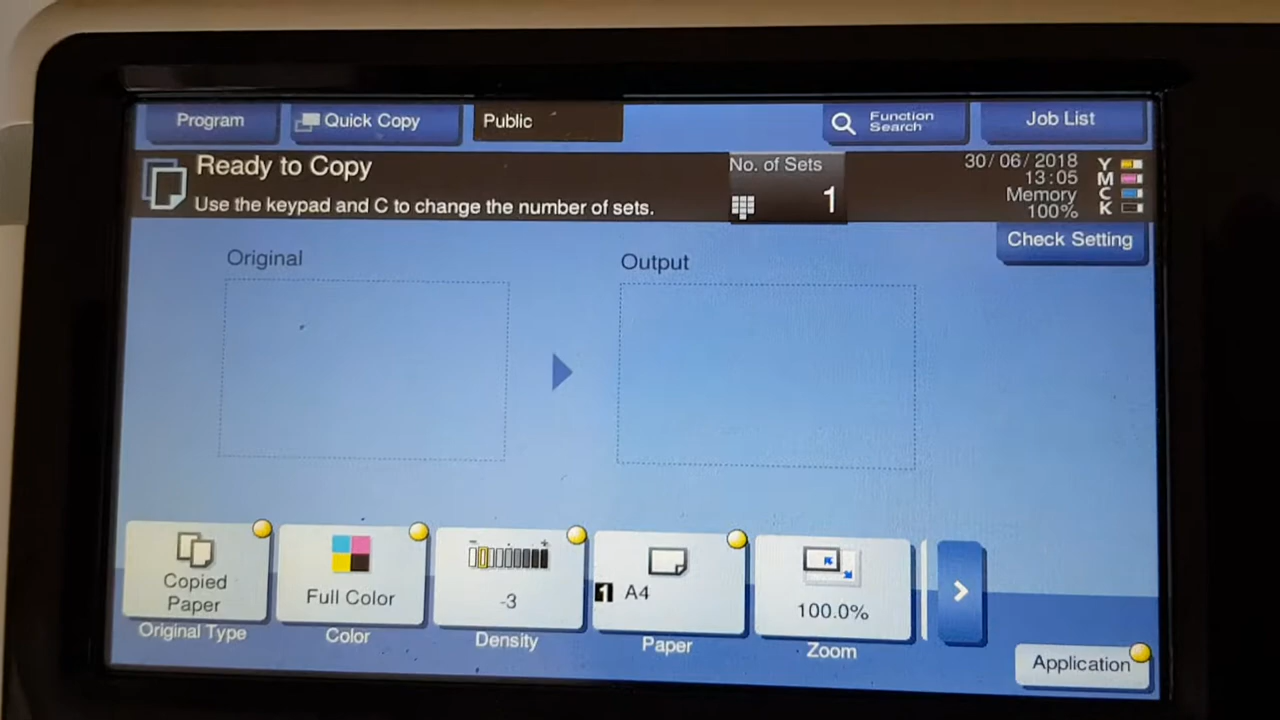 Program
Quick Copy
Public
Function
Search
Job List
Ready to Copy
Use the keypad and C to change the number of sets.
No. of Sets
1
30/06/2018
13:05
Memory
100%
Y
M
C
K
Check Setting
Original
Output
Copied
Paper
Original Type
Full Color
Color
- +
-3
Density
1 A4
Paper
100.0%
Zoom
>
Application